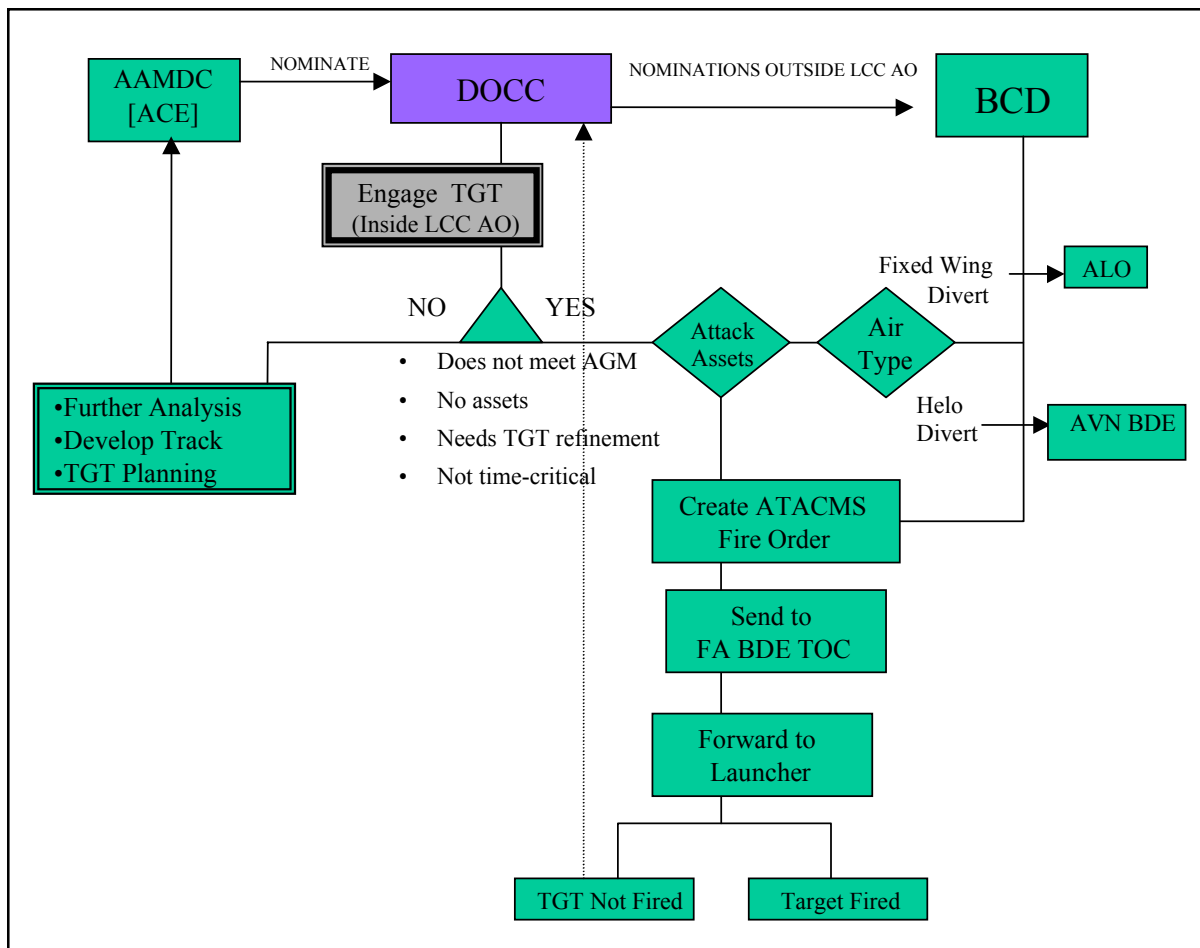 AAMDC
[ACE]
NOMINATE
DOCC
NOMINATIONS OUTSIDE LCC AO
BCD
Engage TGT
(Inside LCC AO)
NO
YES
Attack
Assets
Air
Type
Fixed Wing
Divert
ALO
•Further Analysis
•Develop Track
•TGT Planning
• Does not meet AGM
• No assets
• Needs TGT refinement
• Not time-critical
Helo
Divert
AVN BDE
Create ATACMS
Fire Order
Send to
FA BDE TOC
Forward to
Launcher
TGT Not Fired
Target Fired